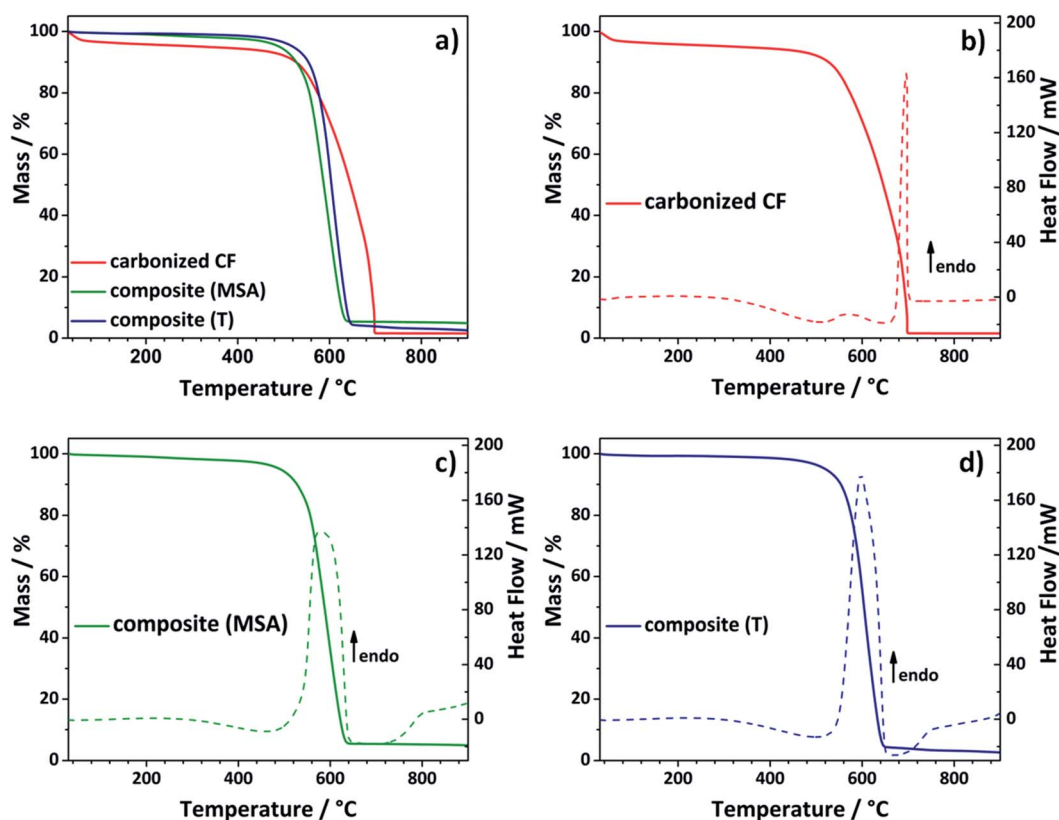 a)
Mass / %
100
80
60
40
20
0
carbonized CF
composite (MSA)
composite (T)
200 400 600 800
Temperature / °C
b)
Mass / %
100
80
60
40
20
0
carbonized CF
endo
200
160
120
80
40
0
Heat Flow / mW
200 400 600 800
Temperature / °C
c)
Mass / %
100
80
60
40
20
0
composite (MSA)
endo
200
160
120
80
40
0
Heat Flow / mW
200 400 600 800
Temperature / °C
d)
Mass / %
100
80
60
40
20
0
composite (T)
endo
200
160
120
80
40
0
Heat Flow / mW
200 400 600 800
Temperature / °C